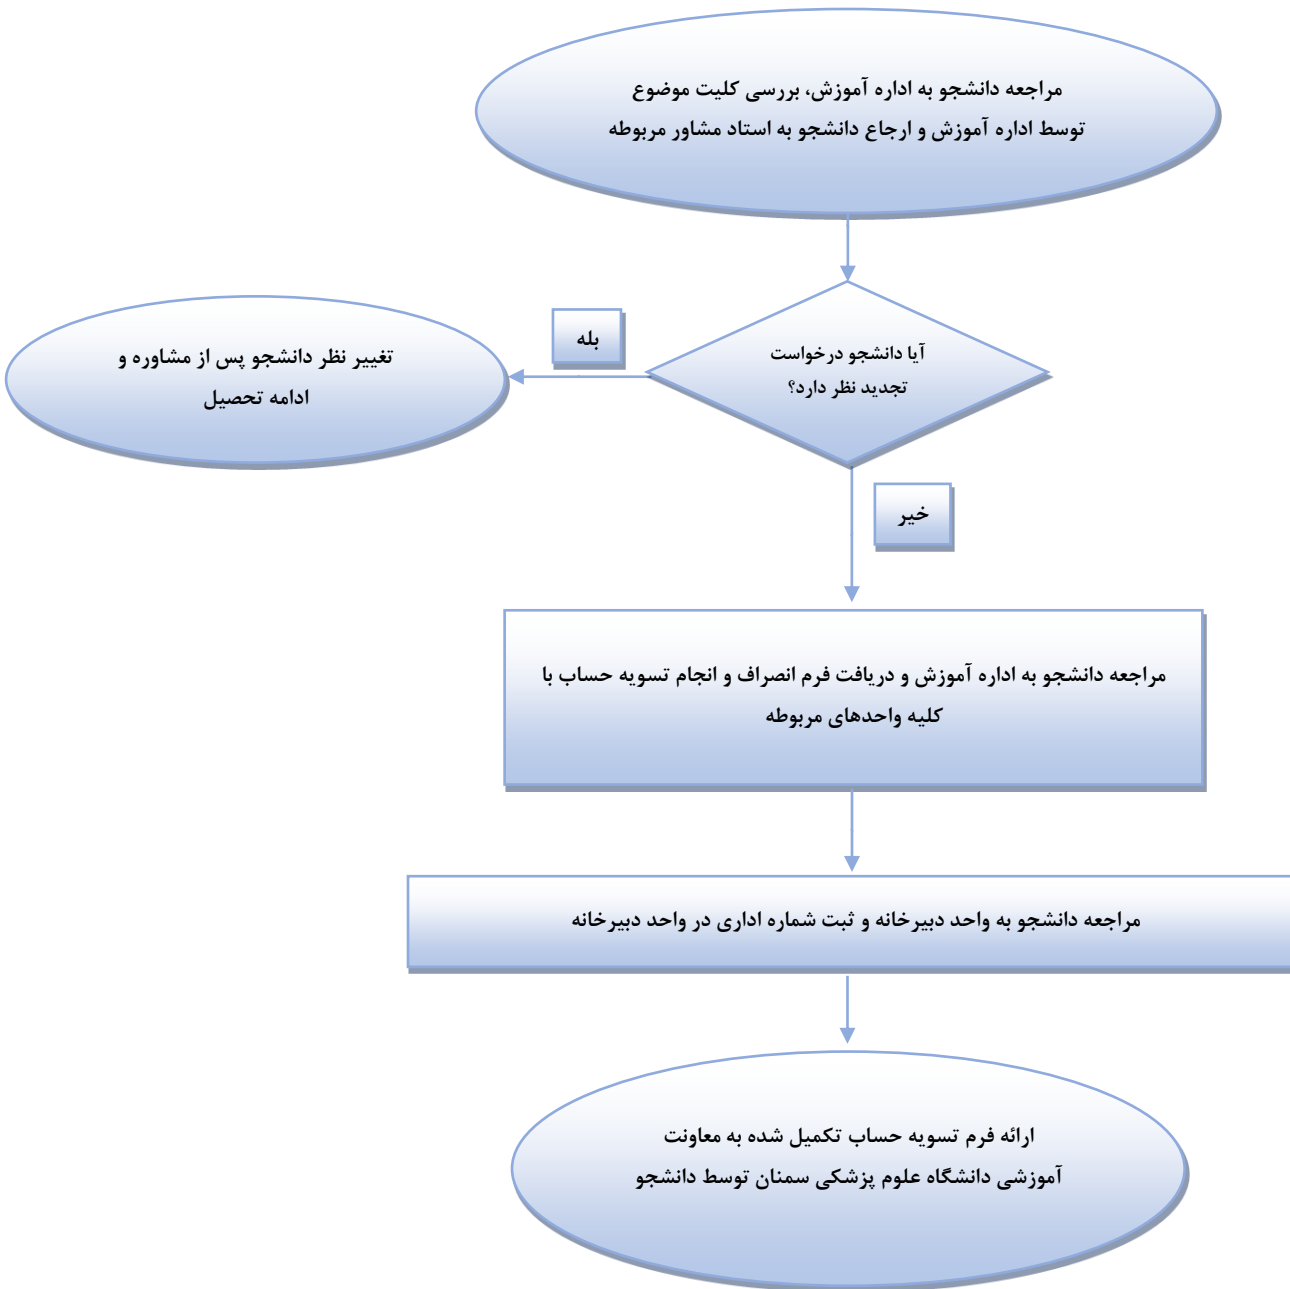 مراجعه دانشجو به اداره آموزش، بررسی کلیت موضوع
توسط اداره آموزش و ارجاع دانشجو به استاد مشاور مربوطه
آیا دانشجو درخواست
تجدید نظر دارد؟
بله
تغییر نظر دانشجو پس از مشاوره و
ادامه تحصیل
خیر
مراجعه دانشجو به اداره آموزش و دریافت فرم انصراف و انجام تسویه حساب با
کلیه واحدهای مربوطه
مراجعه دانشجو به واحد دبیرخانه و ثبت شماره اداری در واحد دبیرخانه
ارائه فرم تسویه حساب تکمیل شده به معاونت
آموزشی دانشگاه علوم پزشکی سمنان توسط دانشجو